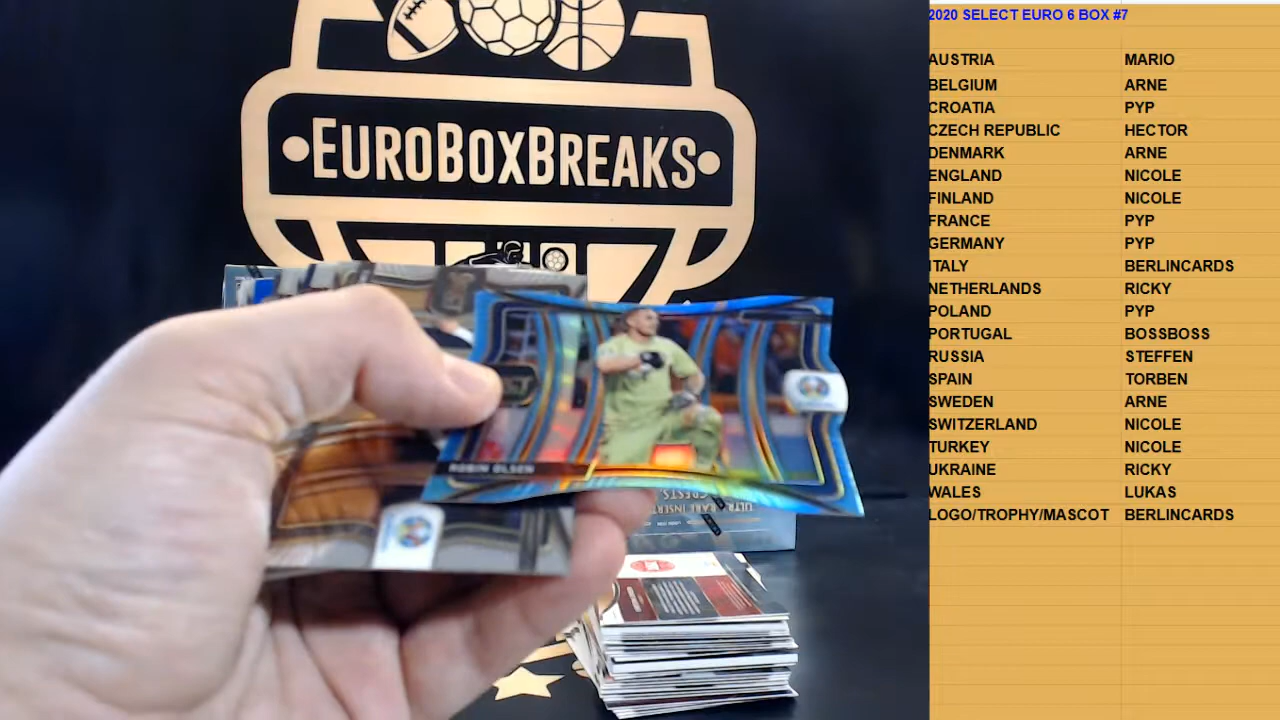 2020 SELECT EURO 6 BOX #7
AUSTRIA MARIO
BELGIUM ARNE
CROATIA PYP
CZECH REPUBLIC HECTOR
DENMARK ARNE
ENGLAND NICOLE
FINLAND NICOLE
FRANCE PYP
GERMANY PYP
ITALY BERLINCARDS
NETHERLANDS RICKY
POLAND PYP
PORTUGAL BOSSBOSS
RUSSIA STEFFEN
SPAIN TORBEN
SWEDEN ARNE
SWITZERLAND NICOLE
TURKEY NICOLE
UKRAINE RICKY
WALES LUKAS
LOGO/TROPHY/MASCOT BERLINCARDS
•EUROBOXBREAKS•
ROBIN OLSEN